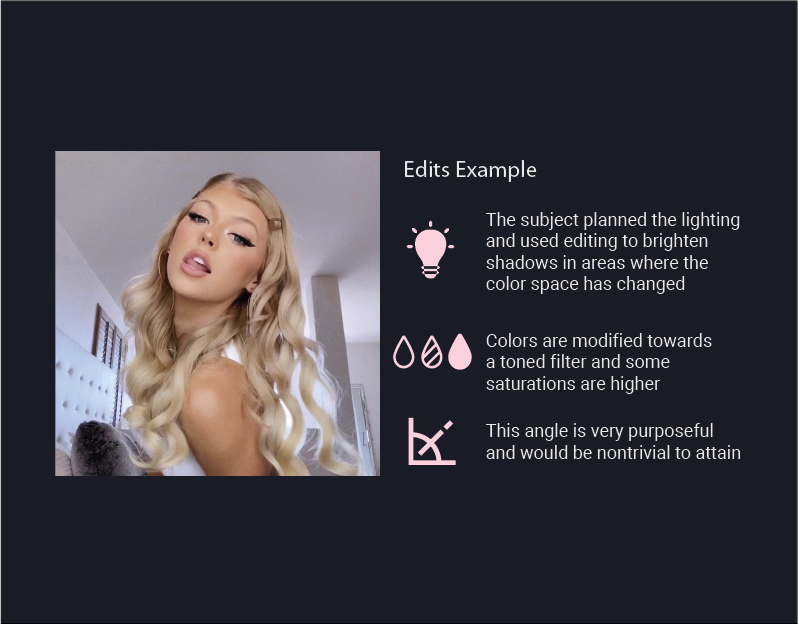 Edits Example
The subject planned the lighting
and used editing to brighten
shadows in areas where the
color space has changed
Colors are modified towards
a toned filter and some
saturations are higher
This angle is very purposeful
and would be nontrivial to attain